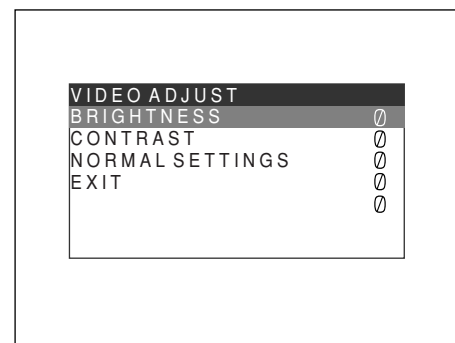 VIDEO ADJUST
BRIGHTNESS 0
CONTRAST 0
NORMAL SETTINGS 0
EXIT 0
0